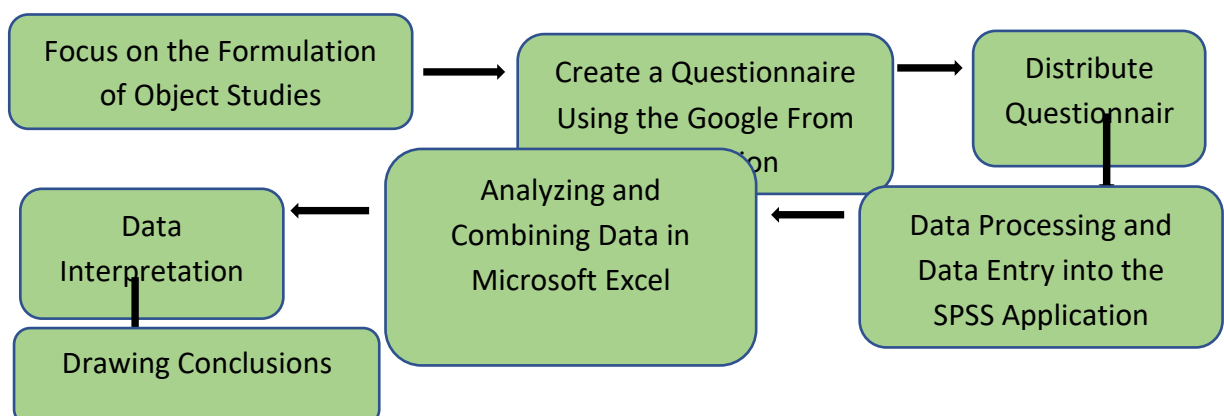 Focus on the Formulation
of Object Studies
Create a Questionnaire
Using the Google From
Distribute
Questionnair
Data Processing and
Data Entry into the
SPSS Application
Analyzing and
Combining Data in
Microsoft Excel
Data
Interpretation
Drawing Conclusions